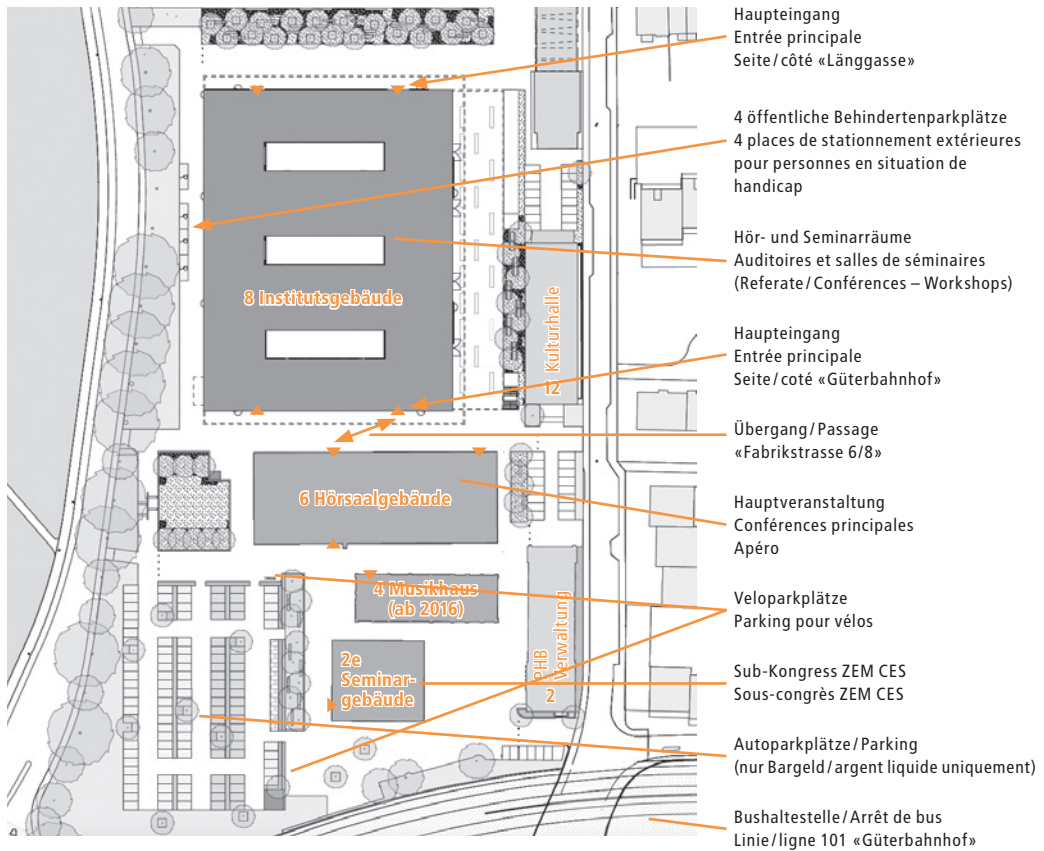 Haupteingang
Entrée principale
Seite/côté «Länggasse»
4 öffentliche Behindertenparkplätze
4 places de stationnement extérieures
pour personnes en situation de
handicap
Hör- und Seminarräume
Auditoires et salles de séminaires
(Referate/Conférences – Workshops)
Haupteingang
Entrée principale
Seite/coté «Güterbahnhof»
Übergang/Passage
«Fabrikstrasse 6/8»
Hauptveranstaltung
Conférences principales
Apéro
Veloparkplätze
Parking pour vélos
Sub-Kongress ZEM CES
Sous-congrès ZEM CES
Autoparkplätze/Parking
(nur Bargeld/argent liquide uniquement)
Bushaltestelle/Arrêt de bus
Linie/ligne 101 «Güterbahnhof»
8 Institutsgebäude
12 Kulturhalle
6 Hörsaalgebäude
4 Musikhaus
(ab 2016)
2e
Seminar-
gebäude
PHB
2 Verwaltung